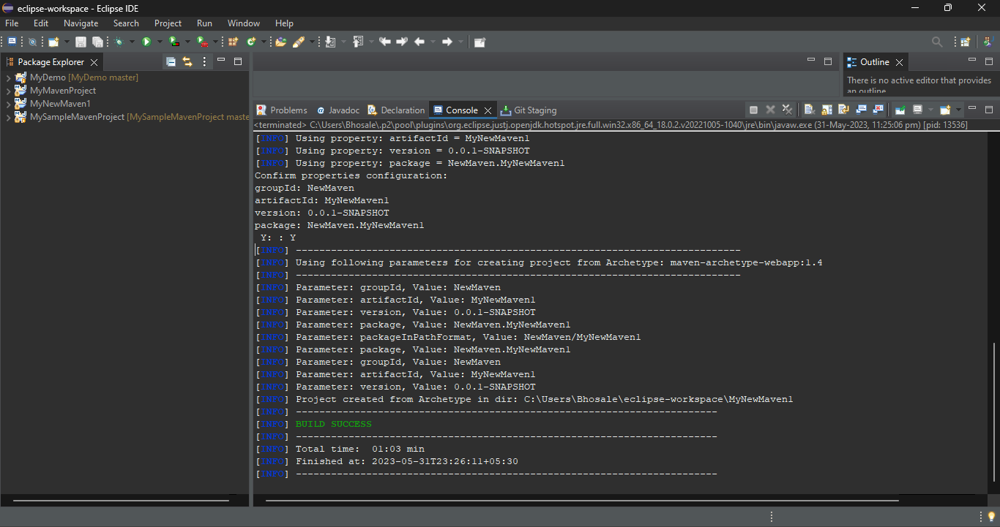 eclipse-workspace - Eclipse IDE
File Edit Navigate Search Project Run Window Help
Package Explorer
MyDemo [MyDemo master]
MyMavenProject
MyNewMaven1
MySampleMavenProject [MySampleMavenProject maste
Outline
There is no active editor that provides
an outline.
Problems Javadoc Declaration Console Git Staging
<terminated> C:\Users\Bhosale\.p2\pool\plugins\org.eclipse.justj.openjdk.hotspot.jre.full.win32.x86_64_18.0.2.v20221005-1040\jre\bin\javaw.exe (31-May-2023, 11:25:06 pm) [pid: 13536]
[INFO] Using property: artifactId = MyNewMaven1
[INFO] Using property: version = 0.0.1-SNAPSHOT
[INFO] Using property: package = NewMaven.MyNewMaven1
Confirm properties configuration:
groupId: NewMaven
artifactId: MyNewMaven1
version: 0.0.1-SNAPSHOT
package: NewMaven.MyNewMaven1
Y: : Y
[INFO] ----------------------------------------------------------------------------
[INFO] Using following parameters for creating project from Archetype: maven-archetype-webapp:1.4
[INFO] ----------------------------------------------------------------------------
[INFO] Parameter: groupId, Value: NewMaven
[INFO] Parameter: artifactId, Value: MyNewMaven1
[INFO] Parameter: version, Value: 0.0.1-SNAPSHOT
[INFO] Parameter: package, Value: NewMaven.MyNewMaven1
[INFO] Parameter: packageInPathFormat, Value: NewMaven/MyNewMaven1
[INFO] Parameter: package, Value: NewMaven.MyNewMaven1
[INFO] Parameter: groupId, Value: NewMaven
[INFO] Parameter: artifactId, Value: MyNewMaven1
[INFO] Parameter: version, Value: 0.0.1-SNAPSHOT
[INFO] Project created from Archetype in dir: C:\Users\Bhosale\eclipse-workspace\MyNewMaven1
[INFO] ------------------------------------------------------------------------
[INFO] BUILD SUCCESS
[INFO] ------------------------------------------------------------------------
[INFO] Total time:  01:03 min
[INFO] Finished at: 2023-05-31T23:26:11+05:30
[INFO] ------------------------------------------------------------------------